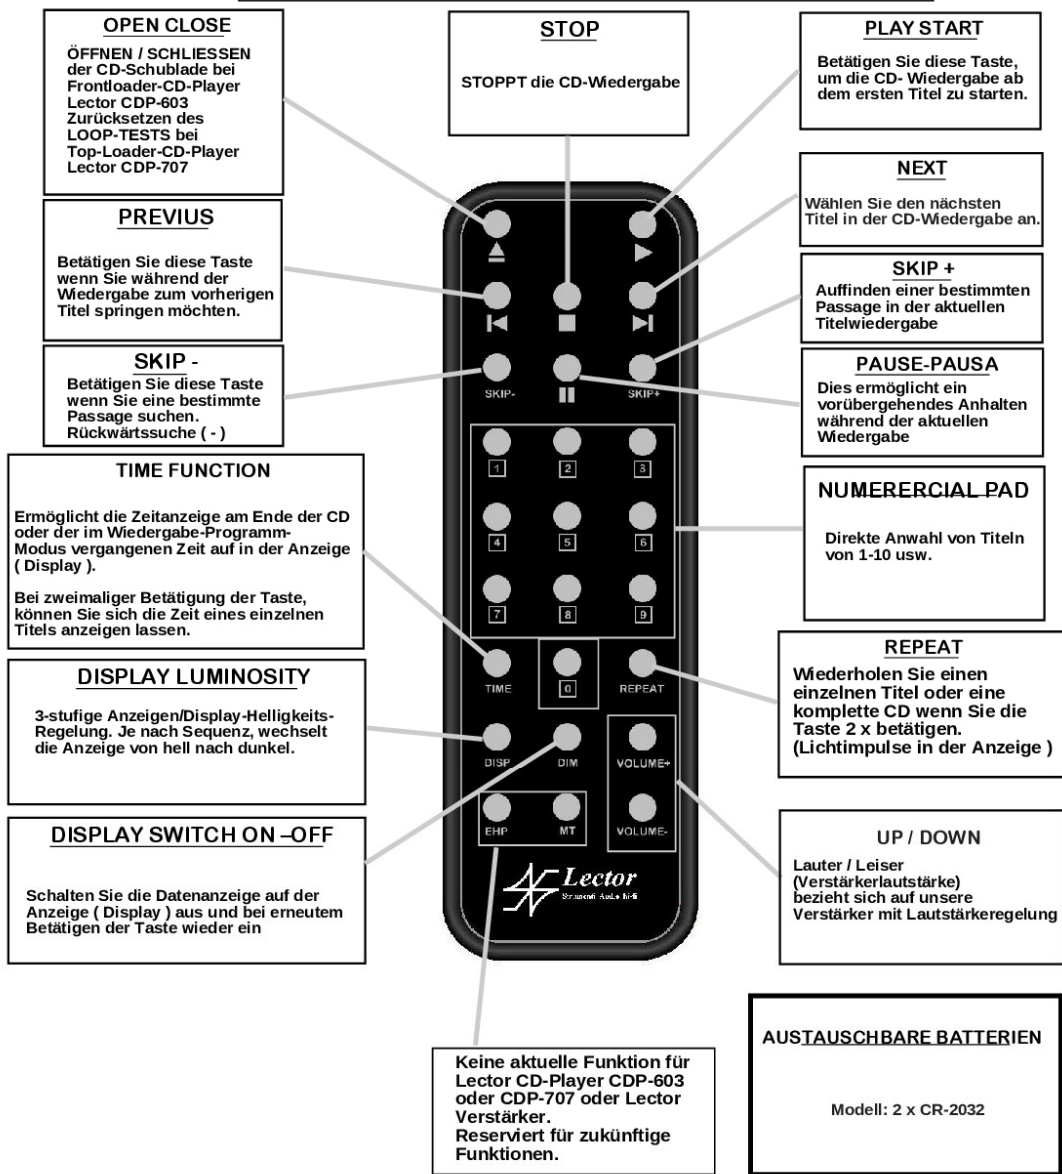 OPEN CLOSE
ÖFFNEN / SCHLIESSEN
der CD-Schublade bei
Frontloader-CD-Player
Lector CDP-603
Zurücksetzen des
LOOP-TESTS bei
Top-Loader-CD-Player
Lector CDP-707
STOP
STOPPT die CD-Wiedergabe
PLAY START
Betätigen Sie diese Taste,
um die CD- Wiedergabe ab
dem ersten Titel zu starten.
PREVIUS
Betätigen Sie diese Taste
wenn Sie während der
Wiedergabe zum vorherigen
Titel springen möchten.
NEXT
Wählen Sie den nächsten
Titel in der CD-Wiedergabe an.
SKIP -
Betätigen Sie diese Taste
wenn Sie eine bestimmte
Passage suchen.
Rückwärtssuche ( - )
SKIP +
Auffinden einer bestimmten
Passage in der aktuellen
Titelwiedergabe
PAUSE-PAUSA
Dies ermöglicht ein
vorübergehendes Anhalten
während der aktuellen
Wiedergabe
TIME FUNCTION
Ermöglicht die Zeitanzeige am Ende der CD
oder der im Wiedergabe-Programm-
Modus vergangenen Zeit auf in der Anzeige
( Display ).
Bei zweimaliger Betätigung der Taste,
können Sie sich die Zeit eines einzelnen
Titels anzeigen lassen.
NUMERERCIAL PAD
Direkte Anwahl von Titeln
von 1-10 usw.
DISPLAY LUMINOSITY
3-stufige Anzeigen/Display-Helligkeits-
Regelung. Je nach Sequenz, wechselt
die Anzeige von hell nach dunkel.
REPEAT
Wiederholen Sie einen
einzelnen Titel oder eine
komplette CD wenn Sie die
Taste 2 x betätigen.
(Lichtimpulse in der Anzeige )
DISPLAY SWITCH ON –OFF
Schalten Sie die Datenanzeige auf der
Anzeige ( Display ) aus und bei erneutem
Betätigen der Taste wieder ein
UP / DOWN
Lauter / Leiser
(Verstärkerlautstärke)
bezieht sich auf unsere
Verstärker mit Lautstärkeregelung
SKIP- SKIP+
1 2 3
4 5 6
7 8 9
TIME 0 REPEAT
DISP DIM VOLUME+
EHP MT VOLUME-
Lector
Strumenti Audio hi-fi
Keine aktuelle Funktion für
Lector CD-Player CDP-603
oder CDP-707 oder Lector
Verstärker.
Reserviert für zukünftige
Funktionen.
AUSTAUSCHBARE BATTERIEN
Modell: 2 x CR-2032